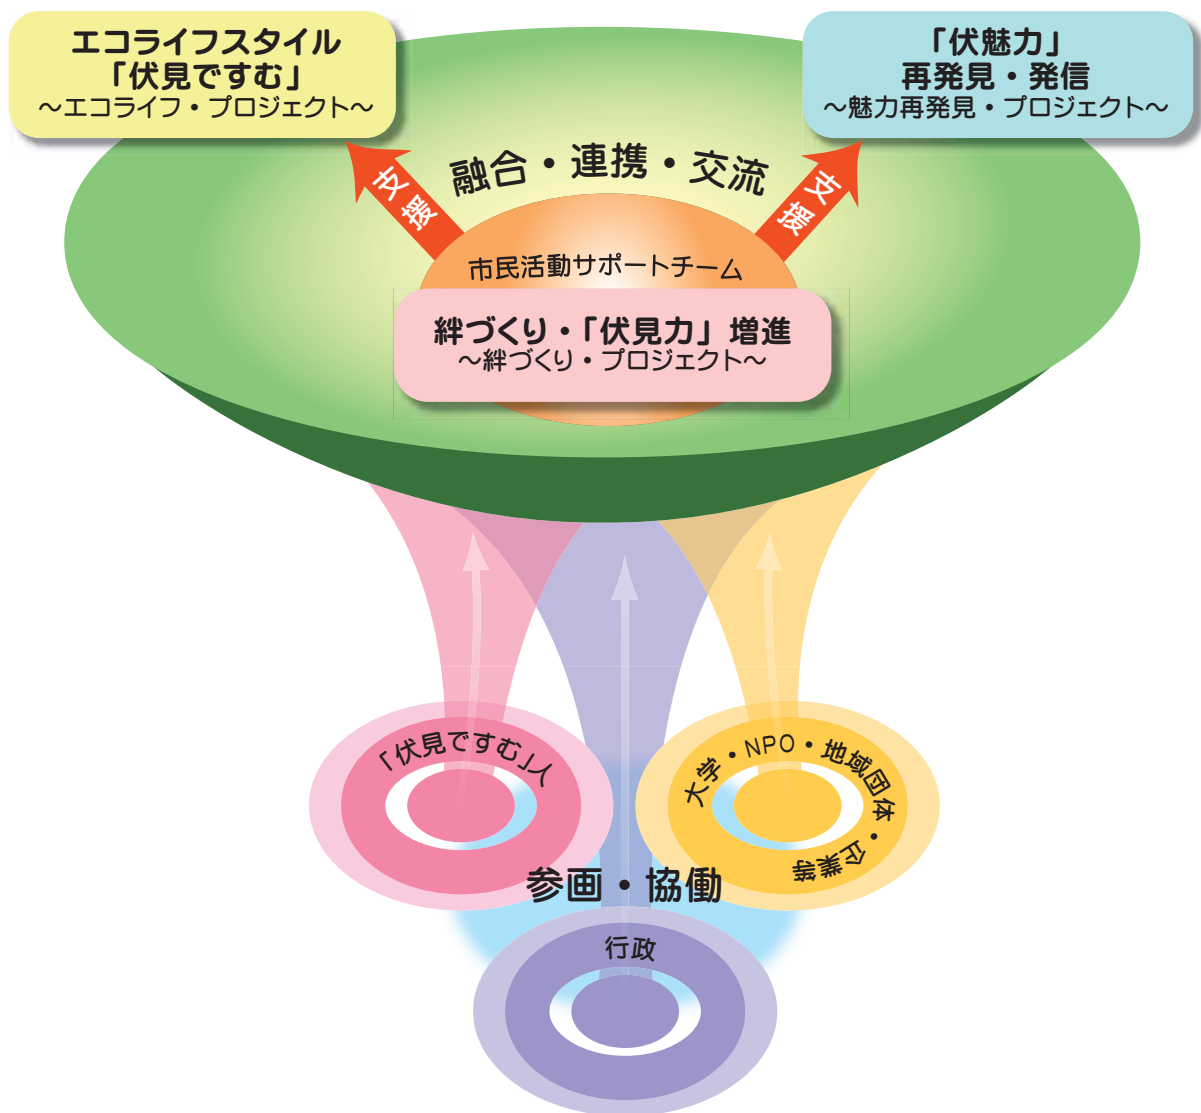 エコライフスタイル
「伏見ですむ」
～エコライフ・プロジェクト～
「伏魅力」
再発見・発信
～魅力再発見・プロジェクト～
融合・連携・交流
支援
支援
市民活動サポートチーム
絆づくり・「伏見力」増進
～絆づくり・プロジェクト～
「伏見ですむ」人
大学・NPO・地域団体・企業等
参画・協働
行政